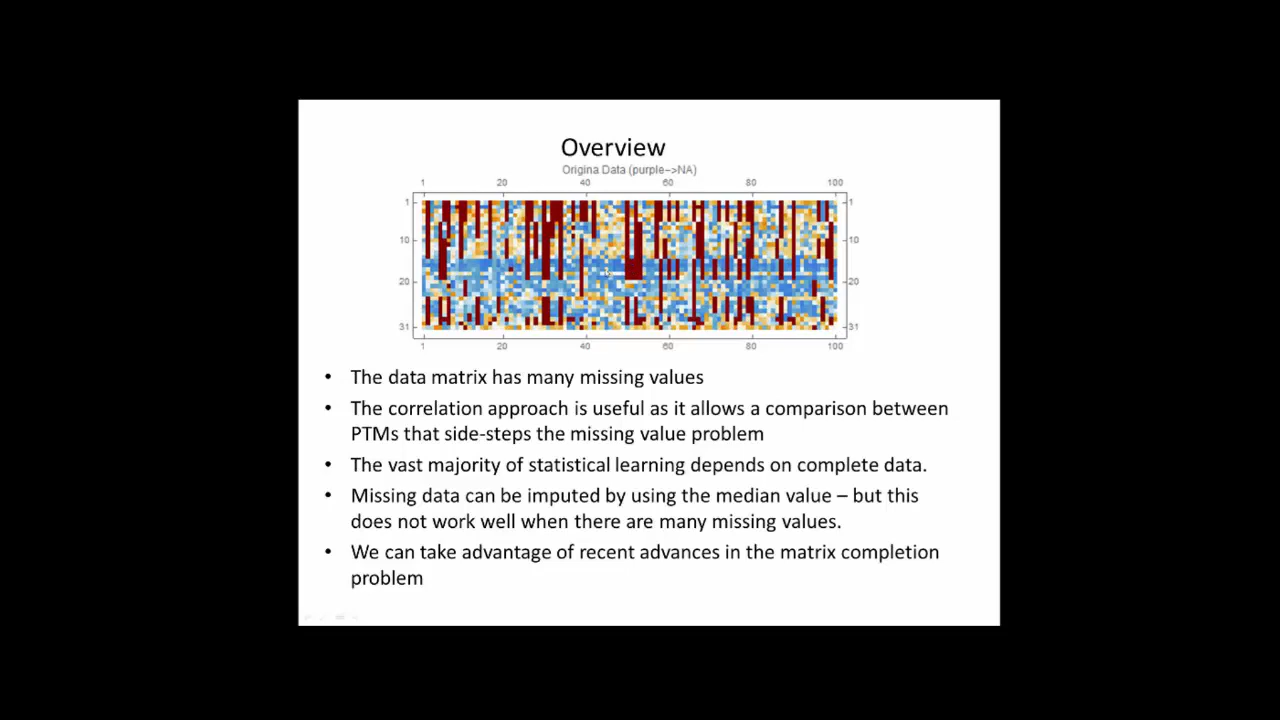 Overview
Origina Data (purple−>NA)
1 20 40 60 80 100
1 1
10 10
20 20
31 31
1 20 40 60 80 100
• The data matrix has many missing values
• The correlation approach is useful as it allows a comparison between
PTMs that side-steps the missing value problem
• The vast majority of statistical learning depends on complete data.
• Missing data can be imputed by using the median value – but this
does not work well when there are many missing values.
• We can take advantage of recent advances in the matrix completion
problem